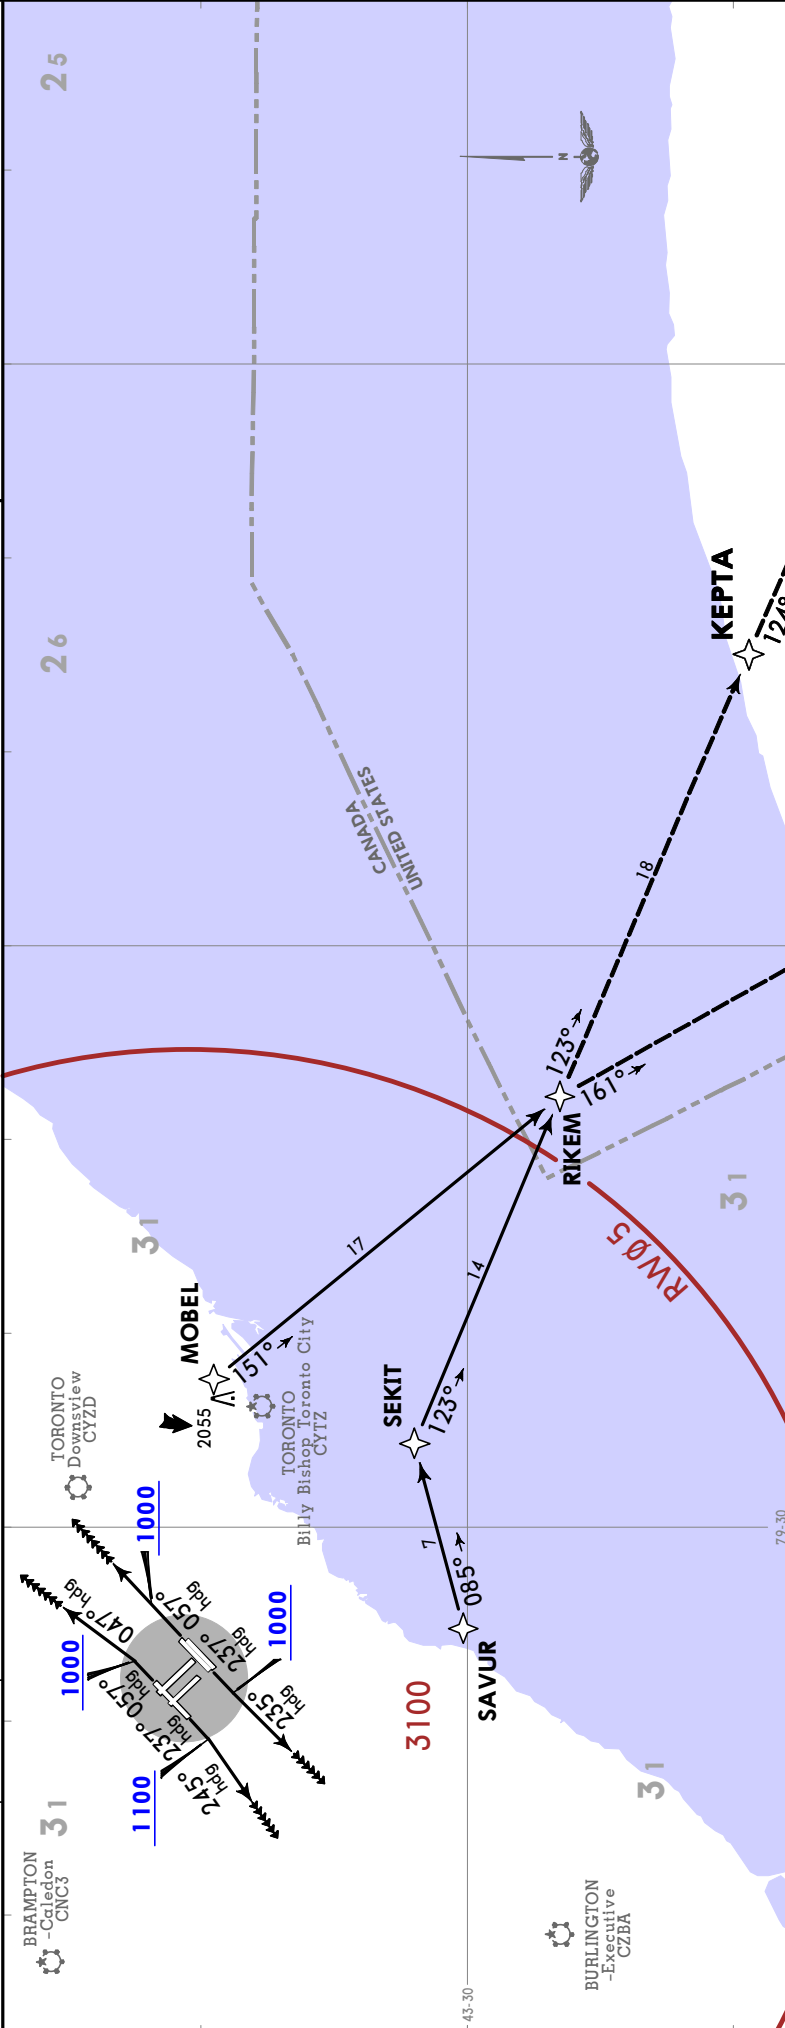 25
N
26
KEPTA
124°
CANADA
UNITED STATES
18
123°
161°
RIKEM
31
31
17
14
RWØ5
MOBEL
151°
2055
TORONTO
Downsview
CYZD
TORONTO
Billy Bishop Toronto City
CYTZ
SEKIT
123°
7
085°
SAVUR
79-30
1000
1000
1000
1100
047°
hdg
057°
hdg
057°
hdg
237°
hdg
237°
hdg
235°
hdg
245°
hdg
3100
31
31
BRAMPTON
-Caledon
CNC3
BURLINGTON
-Executive
CZBA
43-30